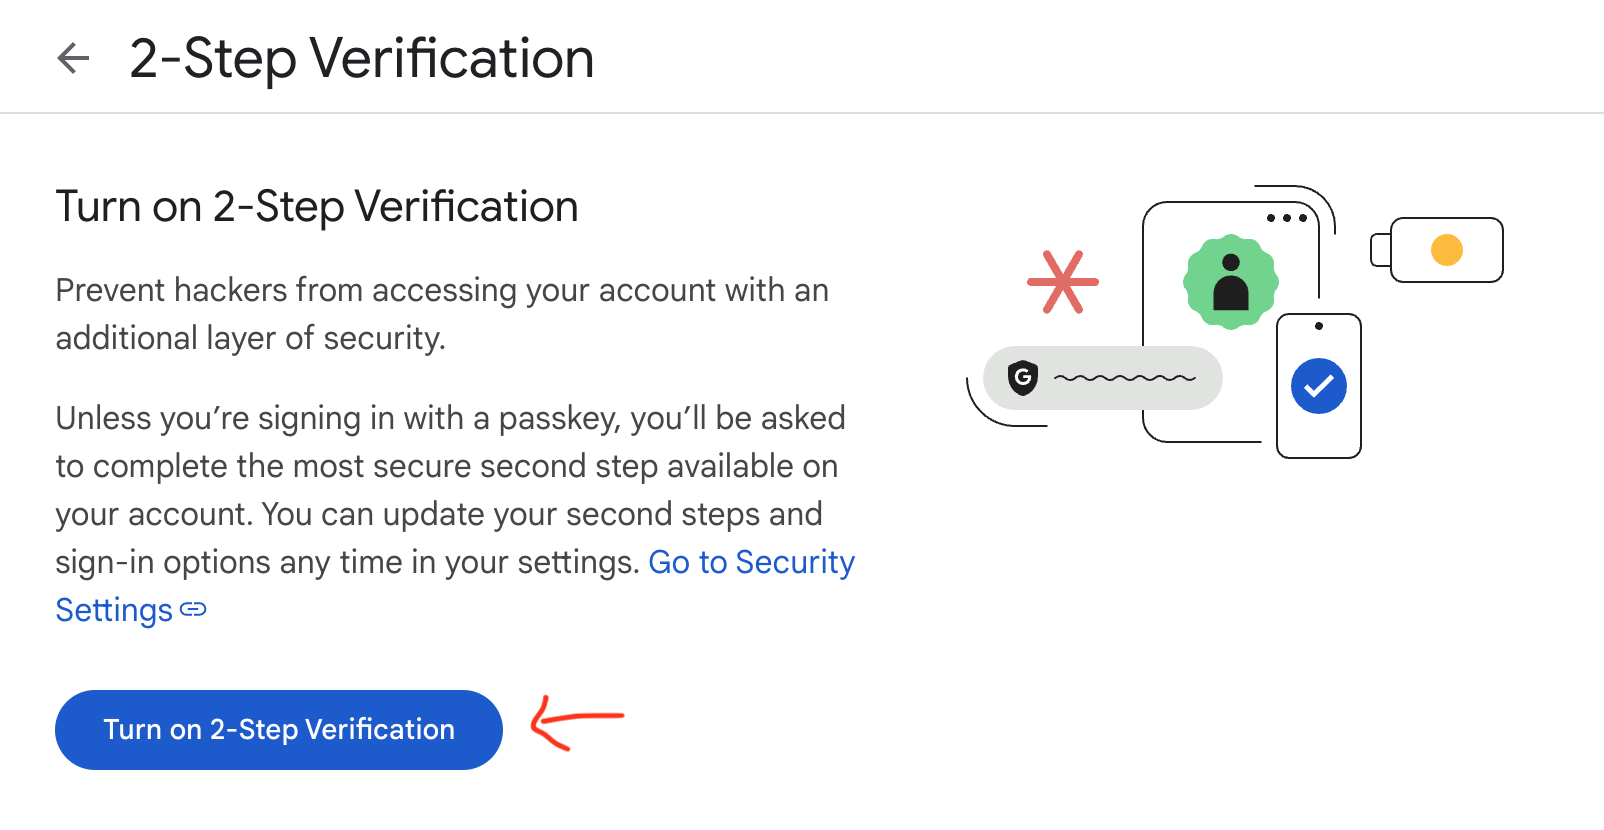 2-Step Verification
Turn on 2-Step Verification
Prevent hackers from accessing your account with an
additional layer of security.
Unless you’re signing in with a passkey, you’ll be asked
to complete the most secure second step available on
your account. You can update your second steps and
sign-in options any time in your settings. Go to Security
Settings
Turn on 2-Step Verification
G